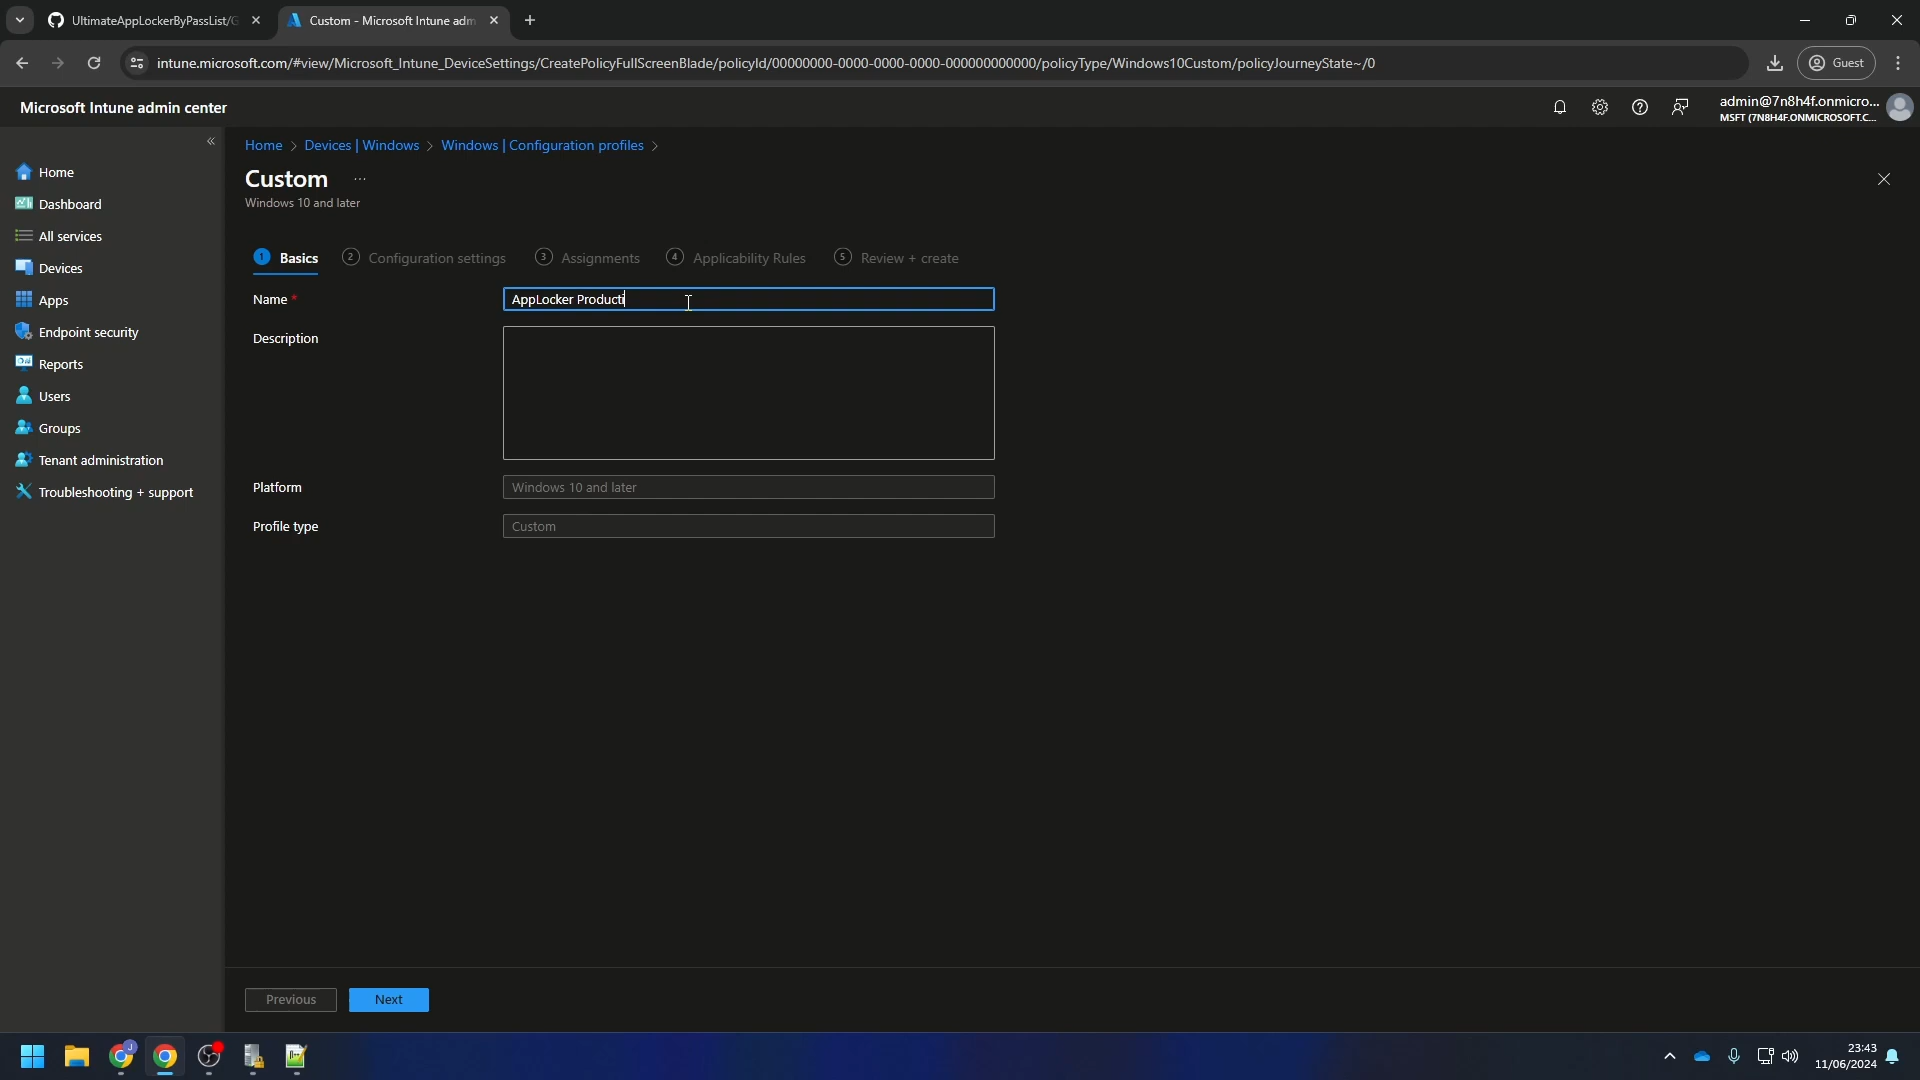 UltimateAppLockerByPassList/G
Custom - Microsoft Intune adm
intune.microsoft.com/#view/Microsoft_Intune_DeviceSettings/CreatePolicyFullScreenBlade/policyId/00000000-0000-0000-0000-000000000000/policyType/Windows10Custom/policyJourneyState~/0
Guest
Microsoft Intune admin center
admin@7n8h4f.onmicro...
MSFT (7N8H4F.ONMICROSOFT.C...
Home
Dashboard
All services
Devices
Apps
Endpoint security
Reports
Users
Groups
Tenant administration
Troubleshooting + support
Home > Devices | Windows > Windows | Configuration profiles >
Custom ...
Windows 10 and later
1 Basics 2 Configuration settings 3 Assignments 4 Applicability Rules 5 Review + create
Name * AppLocker Producti
Description
Platform Windows 10 and later
Profile type Custom
Previous Next
J
23:43
11/06/2024